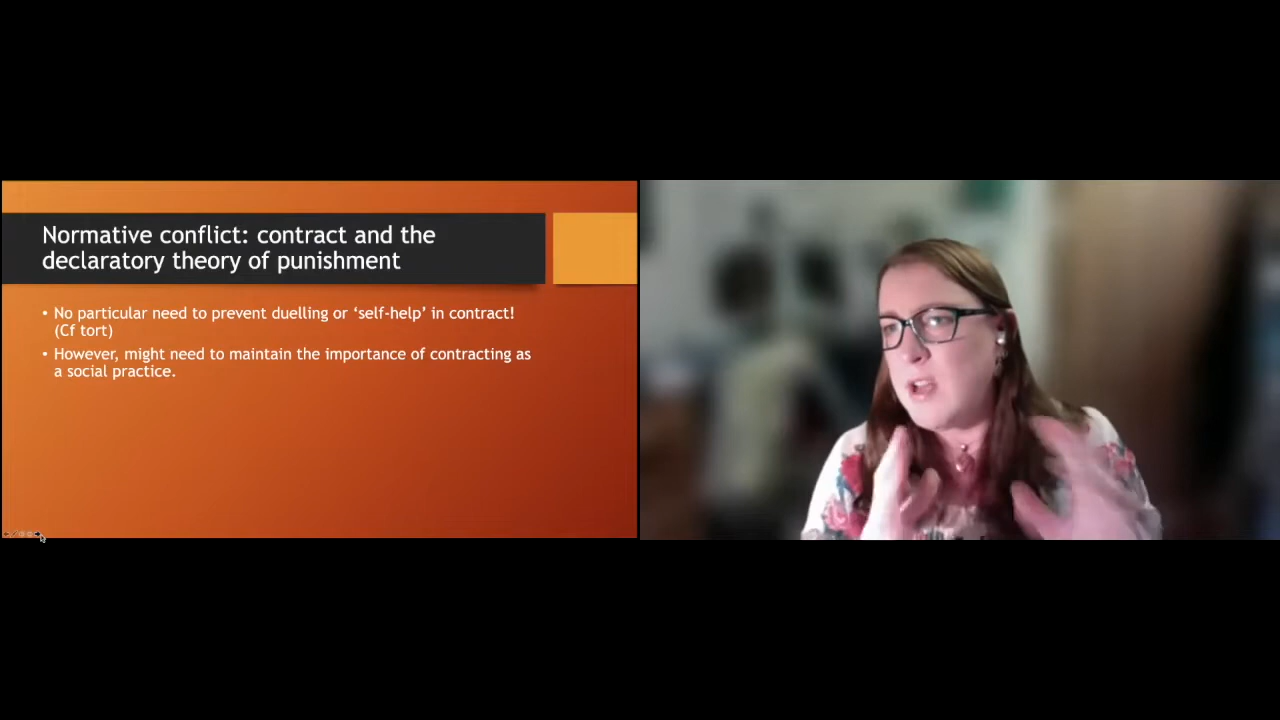 Normative conflict: contract and the
declaratory theory of punishment
• No particular need to prevent duelling or ‘self-help’ in contract!
(Cf tort)
• However, might need to maintain the importance of contracting as
a social practice.